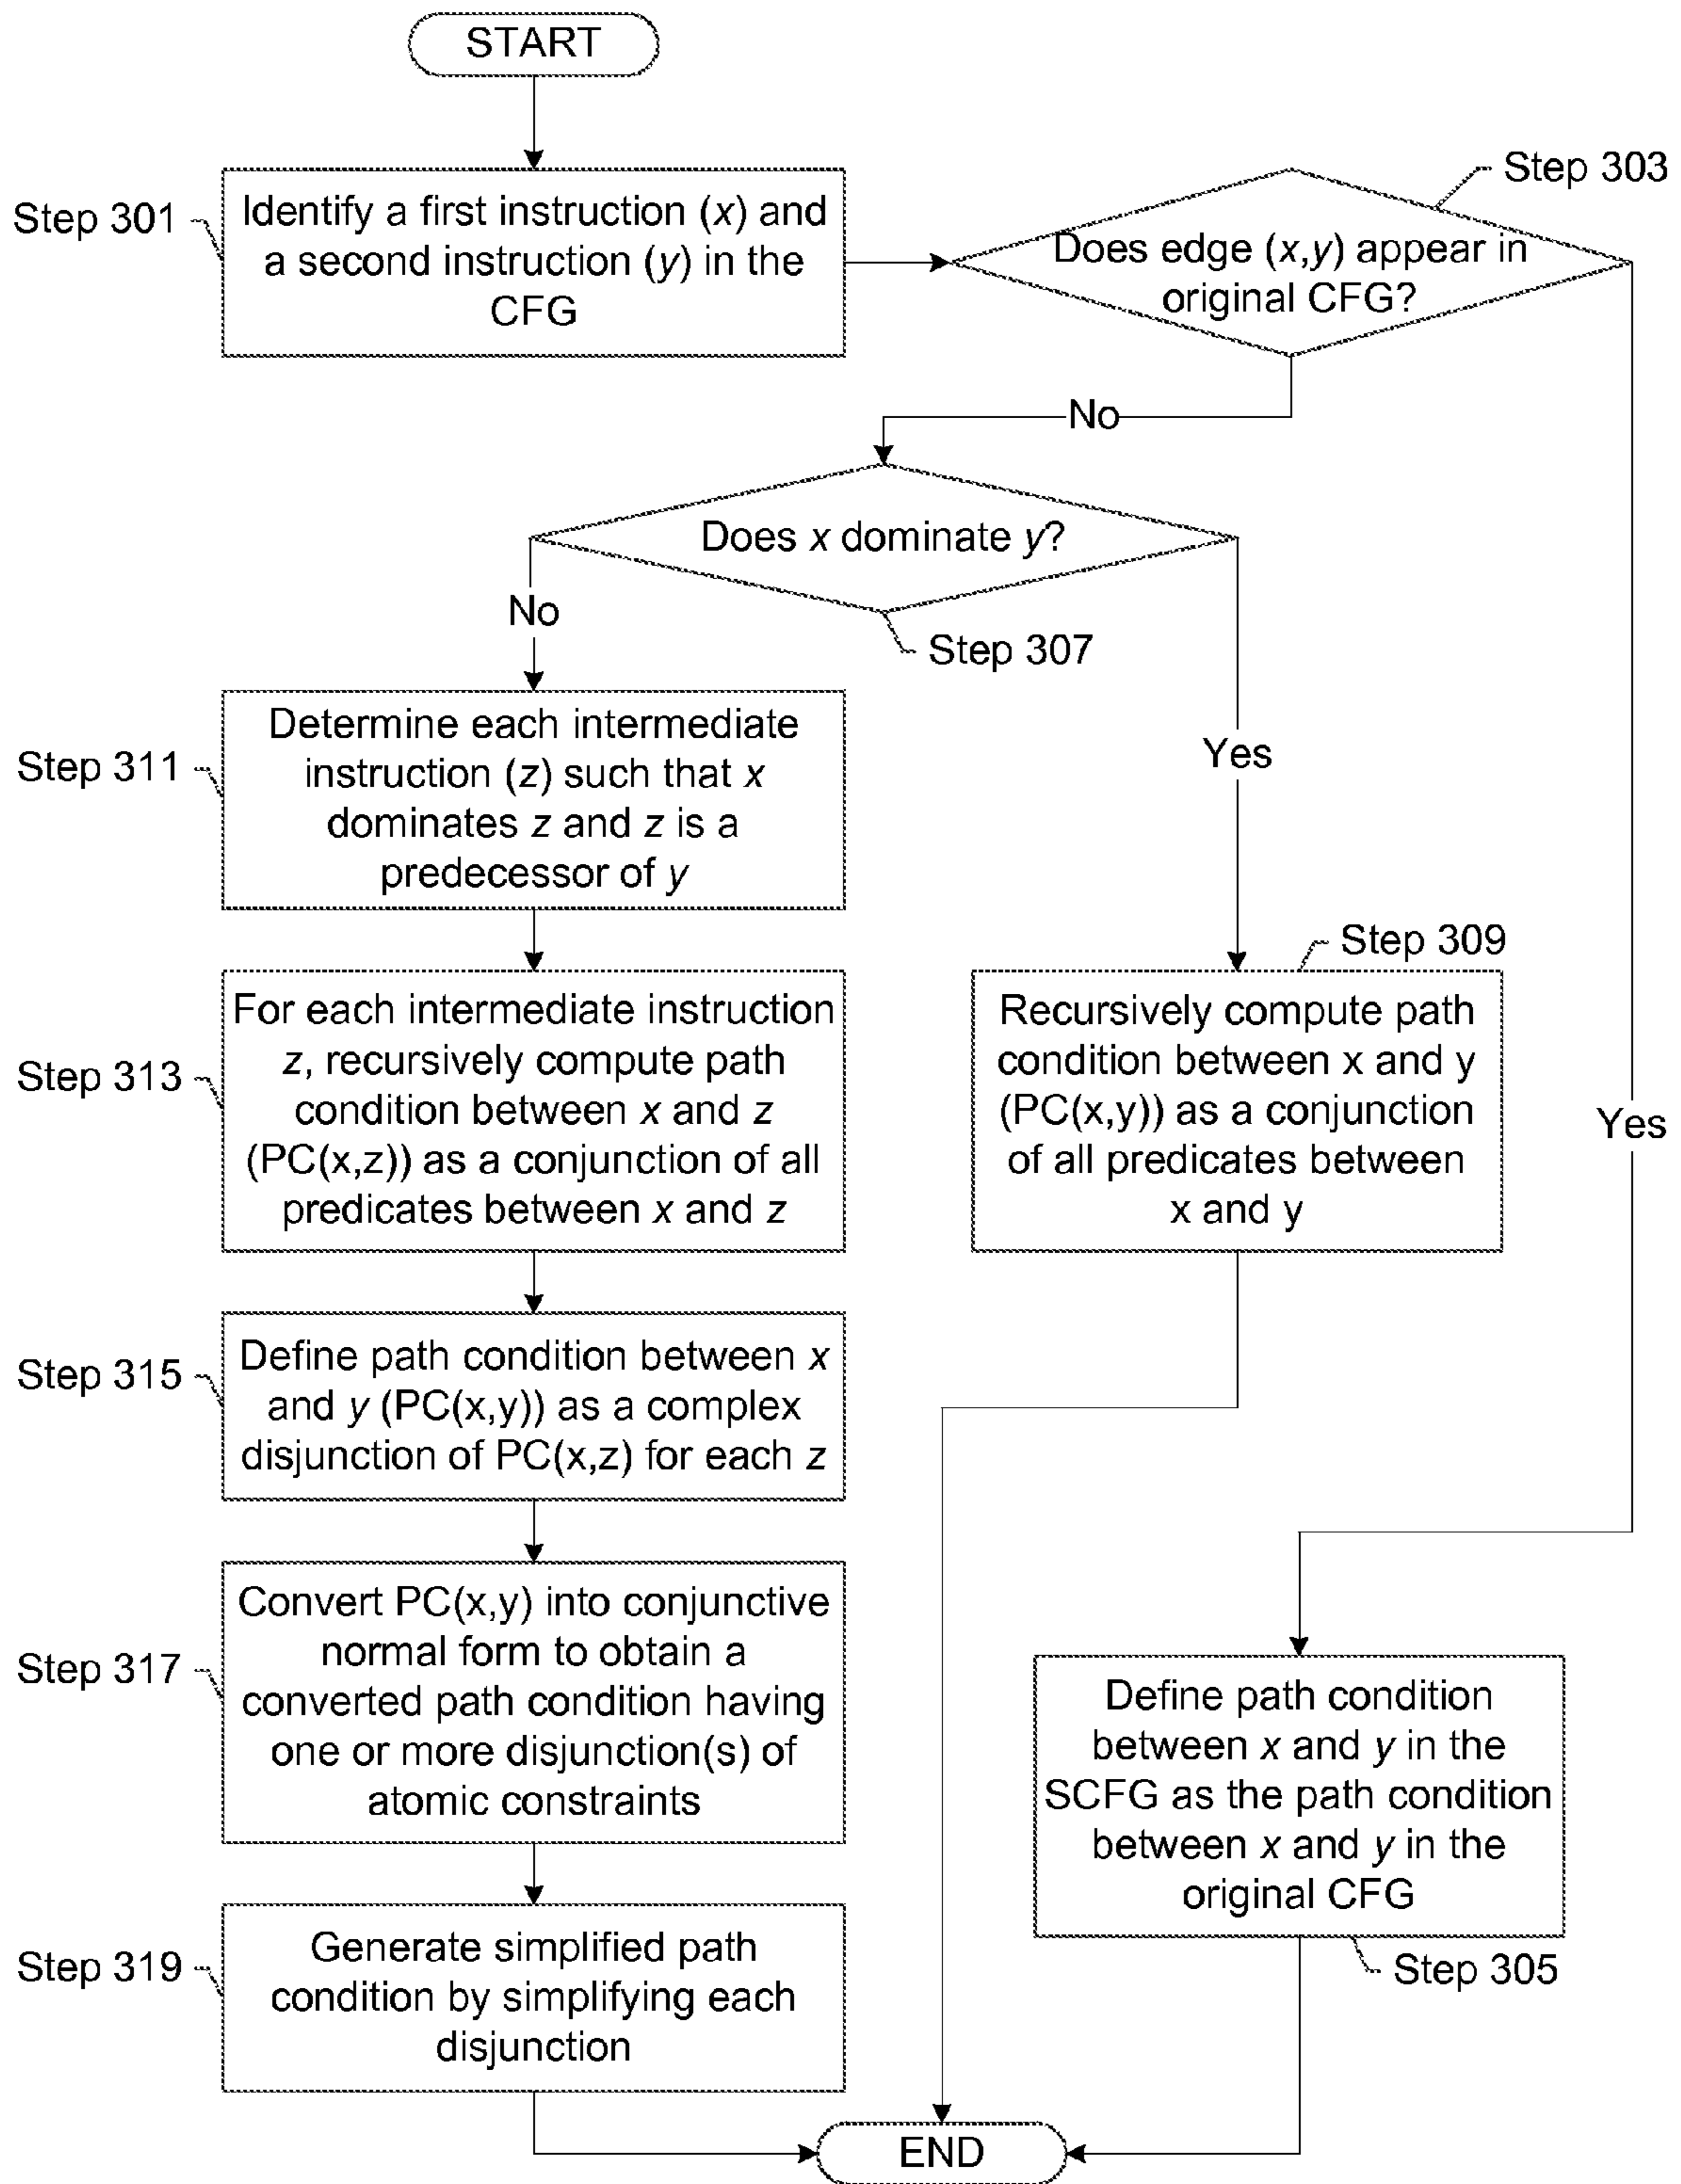 START
Step 301
Identify a first instruction (x) and
a second instruction (y) in the
CFG
Step 303
Does edge (x,y) appear in
original CFG?
No
Does x dominate y?
No
Step 307
Yes
Yes
Step 311
Determine each intermediate
instruction (z) such that x
dominates z and z is a
predecessor of y
Step 313
For each intermediate instruction
z, recursively compute path
condition between x and z
(PC(x,z)) as a conjunction of all
predicates between x and z
Step 309
Recursively compute path
condition between x and y
(PC(x,y)) as a conjunction
of all predicates between
x and y
Step 315
Define path condition between x
and y (PC(x,y)) as a complex
disjunction of PC(x,z) for each z
Step 317
Convert PC(x,y) into conjunctive
normal form to obtain a
converted path condition having
one or more disjunction(s) of
atomic constraints
Define path condition
between x and y in the
SCFG as the path condition
between x and y in the
original CFG
Step 305
Step 319
Generate simplified path
condition by simplifying each
disjunction
END